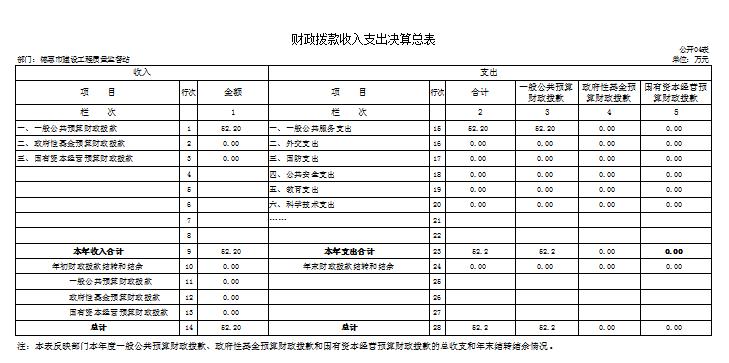 财政拨款收入支出决算总表
公开04表
部门：德惠市建设工程质量监督站 单位：万元
收入 支出
项 目 行次 金额 项 目 行次 合计 一般公共预算财政拨款 政府性基金预算财政拨款 国有资本经营预算财政拨款
栏 次 1 栏 次 2 3 4 5
一、一般公共预算财政拨款 1 52.20 一、一般公共服务支出 15 52.20 52.20 0.00 0.00
二、政府性基金预算财政拨款 2 0.00 二、外交支出 16 0.00 0.00 0.00 0.00
三、国有资本经营预算财政拨款 3 0.00 三、国防支出 17 0.00 0.00 0.00 0.00
4 四、公共安全支出 18 0.00 0.00 0.00 0.00
5 五、教育支出 19 0.00 0.00 0.00 0.00
6 六、科学技术支出 20 0.00 0.00 0.00 0.00
7 …… 21
8 22
本年收入合计 9 52.20 本年支出合计 23 52.2 52.2 0.00 0.00
年初财政拨款结转和结余 10 0.00 年末财政拨款结转和结余 24 0.00 0.00 0.00 0.00
一般公共预算财政拨款 11 0.00 25
政府性基金预算财政拨款 12 0.00 26
国有资本经营预算财政拨款 13 0.00 27
总计 14 52.20 总计 28 52.2 52.2 0.00 0.00
注：本表反映部门本年度一般公共预算财政拨款、政府性基金预算财政拨款和国有资本经营预算财政拨款的总收支和年末结转结余情况。